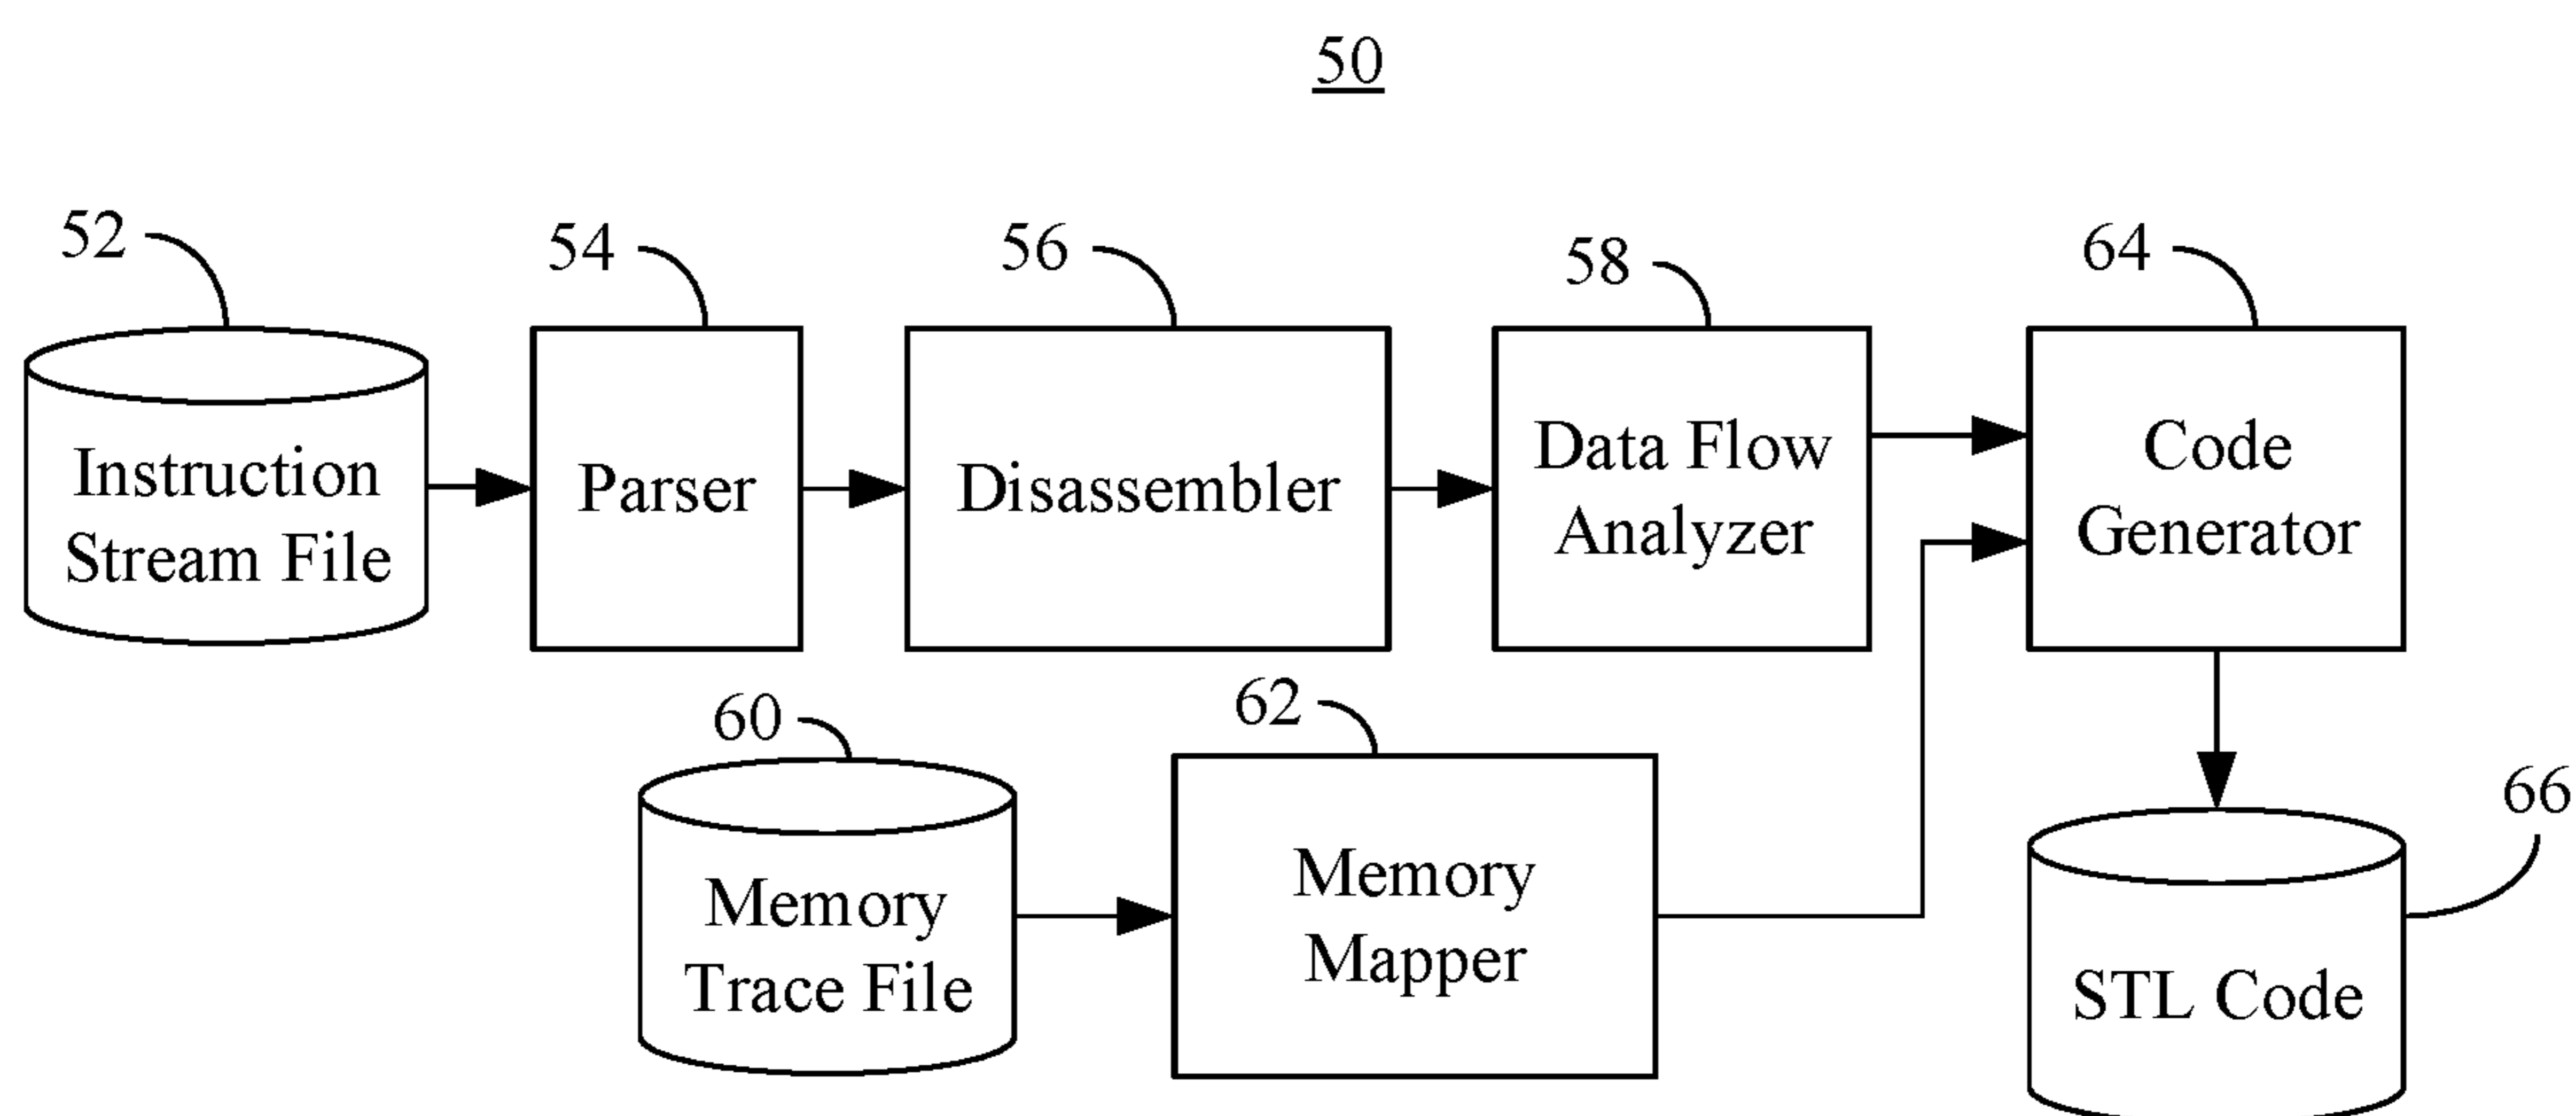 50
52
54
56
58
64
Instruction
Stream File
Parser
Disassembler
Data Flow
Analyzer
Code
Generator
60
62
66
Memory
Trace File
Memory
Mapper
STL Code